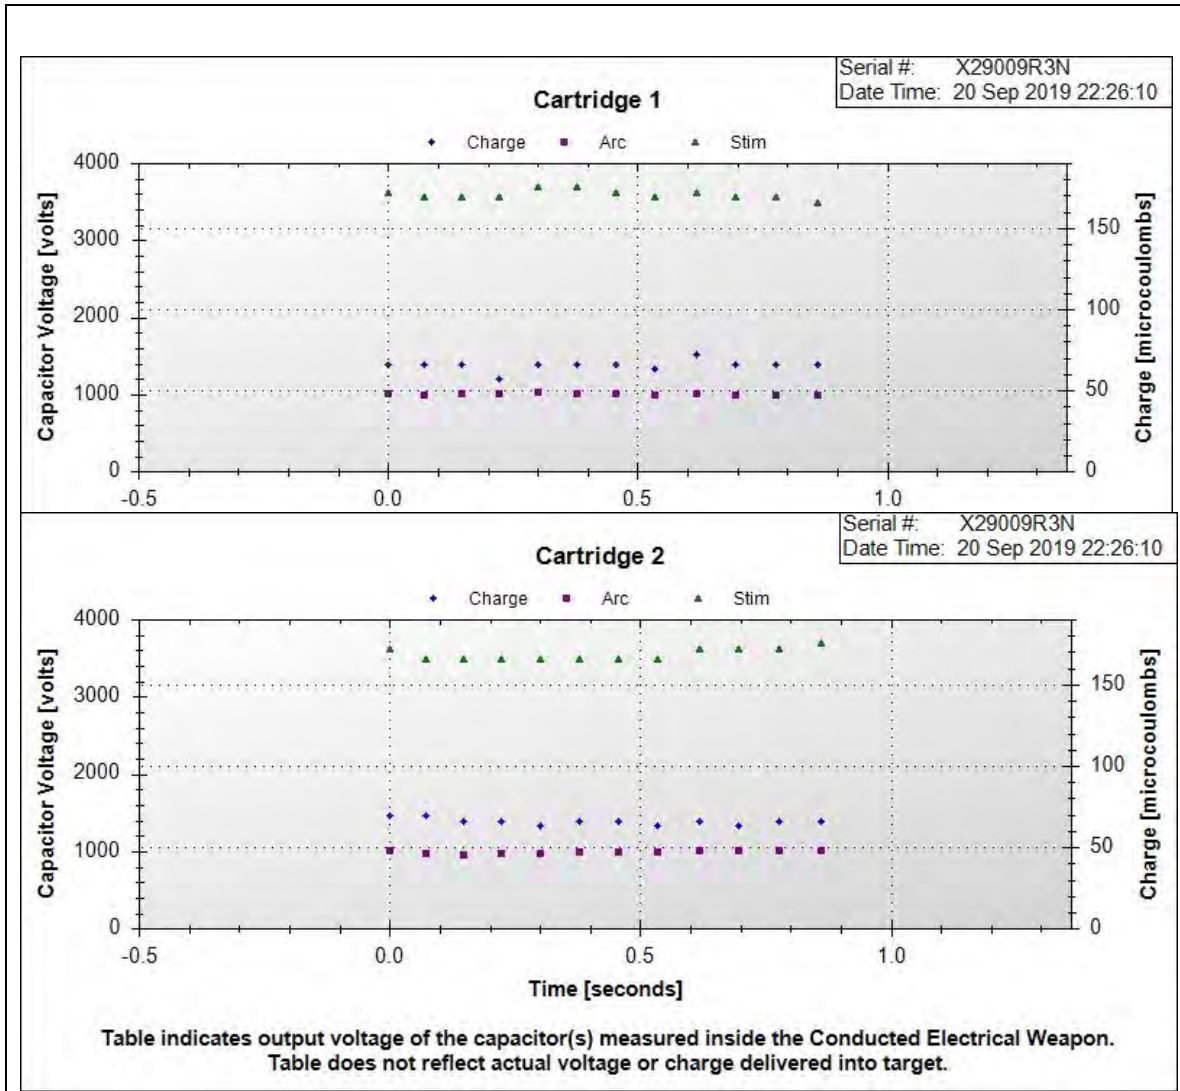 Serial #: X29009R3N
Date Time: 20 Sep 2019 22:26:10
Cartridge 1
Charge Arc Stim
4000
3000
2000
1000
0
Capacitor Voltage [volts]
150
100
50
0
Charge [microcoulombs]
-0.5 0.0 0.5 1.0
Serial #: X29009R3N
Date Time: 20 Sep 2019 22:26:10
Cartridge 2
Charge Arc Stim
4000
3000
2000
1000
0
Capacitor Voltage [volts]
150
100
50
0
Charge [microcoulombs]
-0.5 0.0 0.5 1.0
Time [seconds]
Table indicates output voltage of the capacitor(s) measured inside the Conducted Electrical Weapon.
Table does not reflect actual voltage or charge delivered into target.